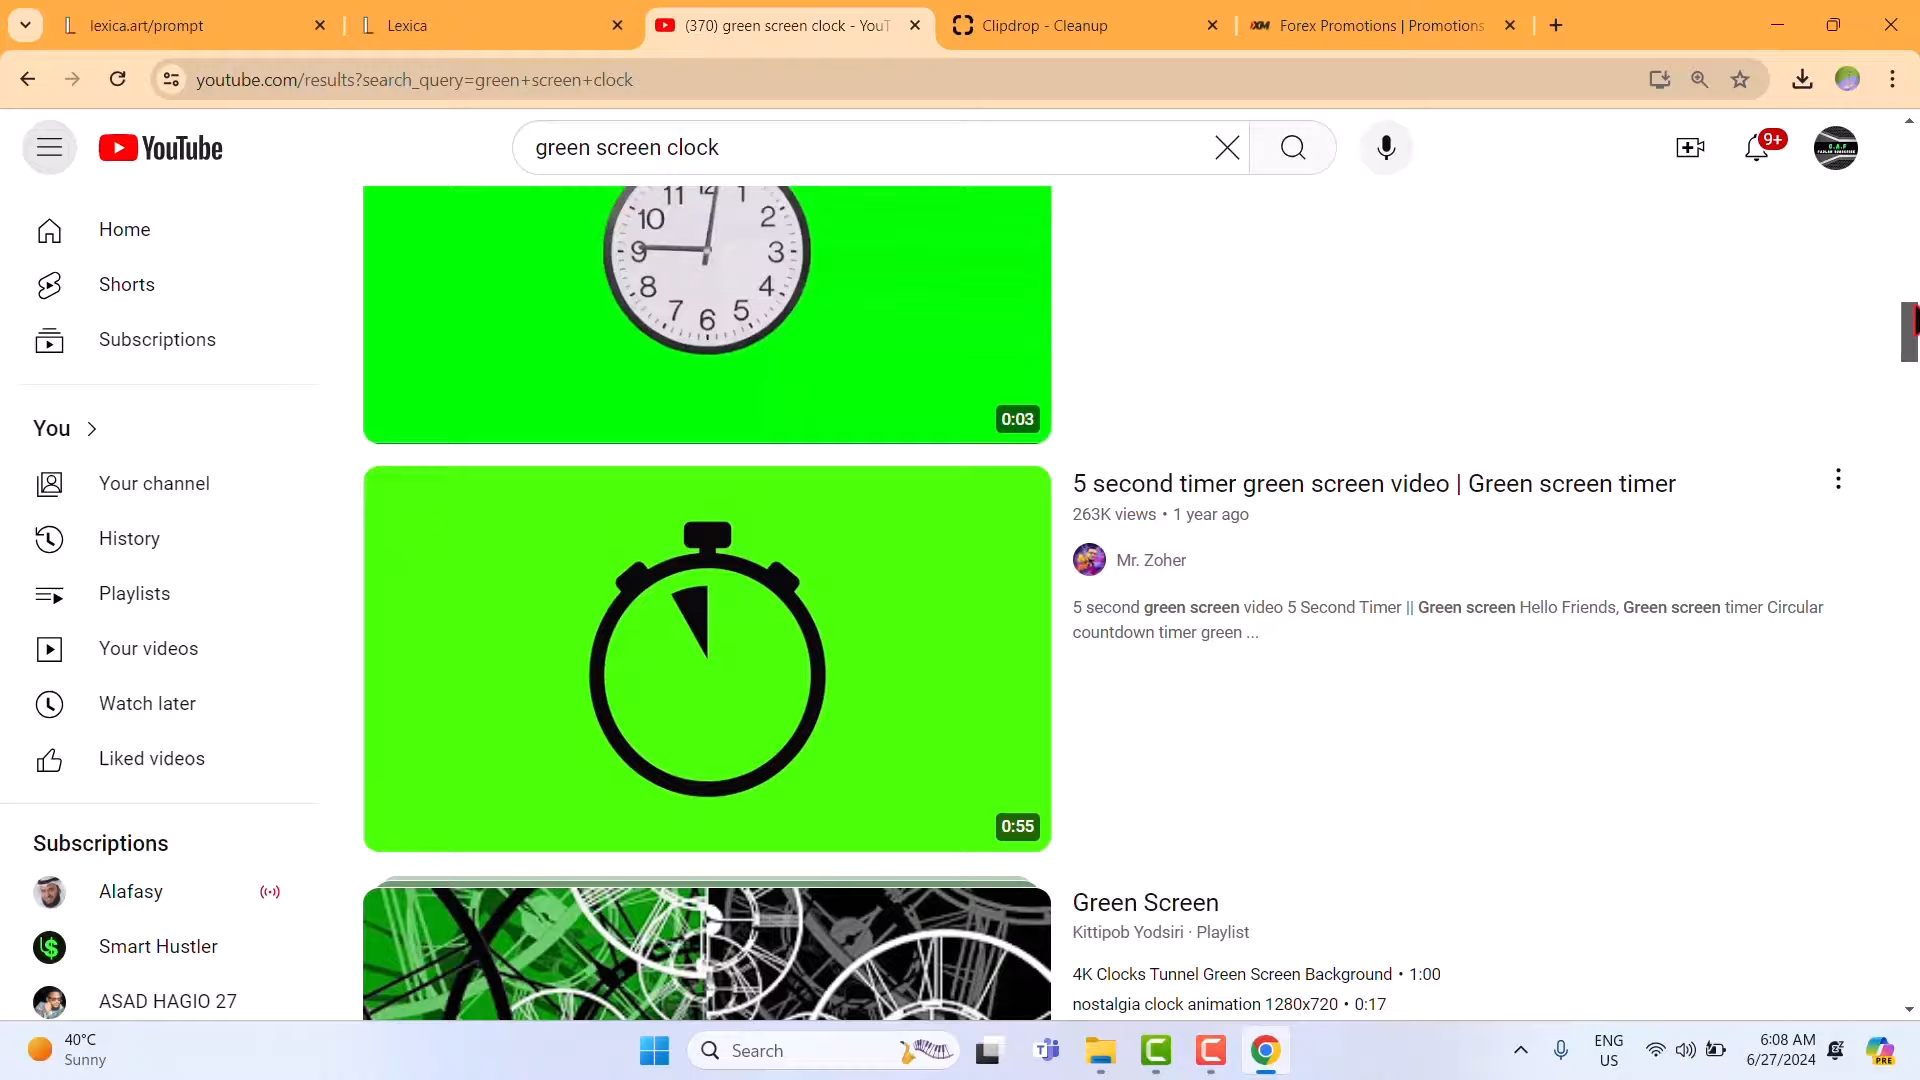 lexica.art/prompt
Lexica
(370) green screen clock - YouT
Clipdrop - Cleanup
XM
Forex Promotions | Promotions
youtube.com/results?search_query=green+screen+clock
YouTube
green screen clock
9+
Home
Shorts
Subscriptions
You
Your channel
History
Playlists
Your videos
Watch later
Liked videos
Subscriptions
Alafasy
Smart Hustler
ASAD HAGIO 27
11 12 1
10 2
9 3
8 4
7 6 5
0:03
0:55
5 second timer green screen video | Green screen timer
263K views • 1 year ago
Mr. Zoher
5 second green screen video 5 Second Timer || Green screen Hello Friends, Green screen timer Circular
countdown timer green ...
Green Screen
Kittipob Yodsiri · Playlist
4K Clocks Tunnel Green Screen Background • 1:00
nostalgia clock animation 1280x720 • 0:17
40°C
Sunny
Search
ENG
US
6:08 AM
6/27/2024
PRE